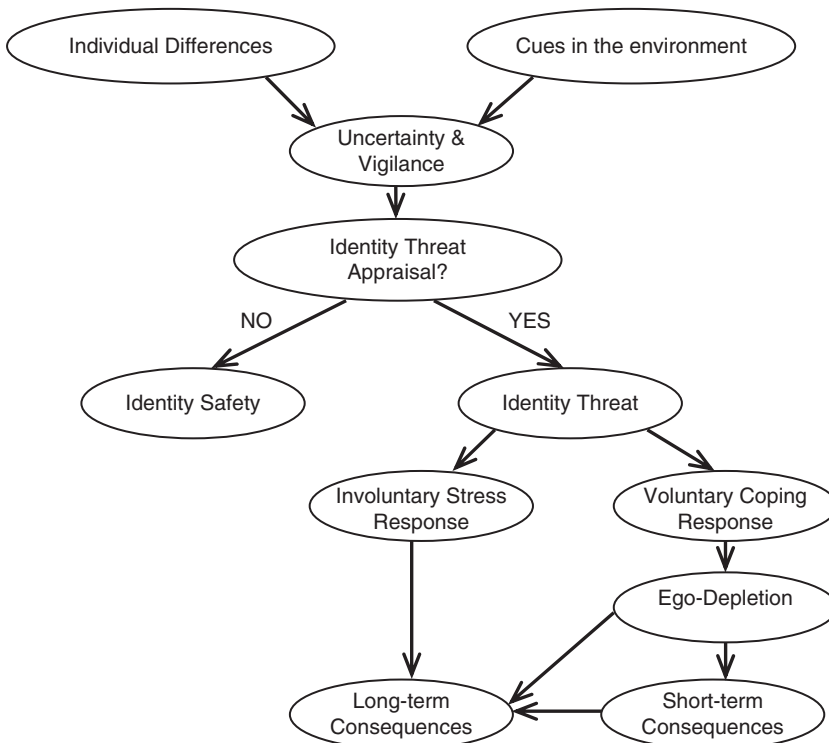 Individual Differences
Cues in the environment
Uncertainty &
Vigilance
Identity Threat
Appraisal?
NO
YES
Identity Safety
Identity Threat
Involuntary Stress
Response
Voluntary Coping
Response
Ego-Depletion
Long-term
Consequences
Short-term
Consequences